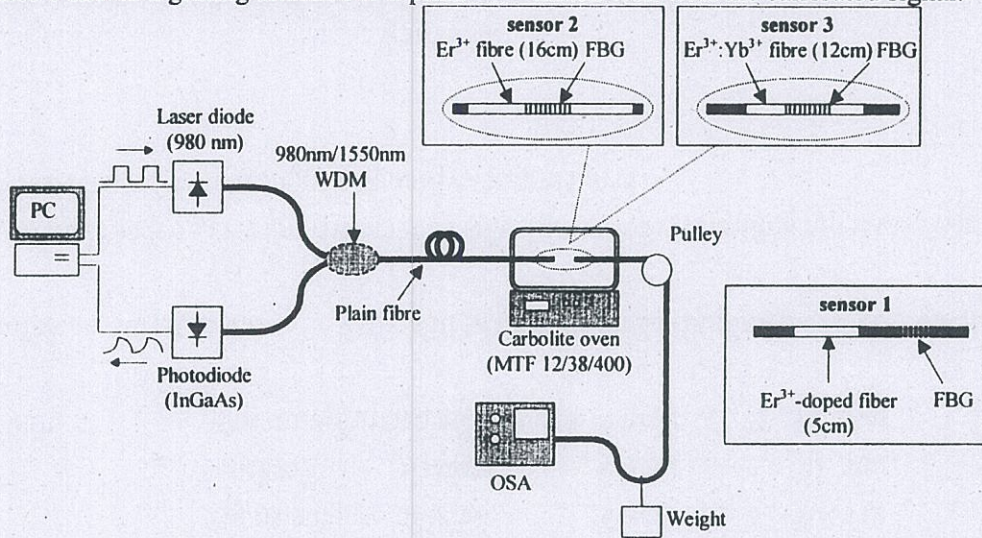 sensor 2
Er³⁺ fibre (16cm) FBG
sensor 3
Er³⁺:Yb³⁺ fibre (12cm) FBG
Laser diode
(980 nm)
980nm/1550nm
WDM
PC
Pulley
Plain fibre
Carbolite oven
(MTF 12/38/400)
sensor 1
Photodiode
(InGaAs)
Er³⁺-doped fiber
(5cm)
FBG
OSA
Weight